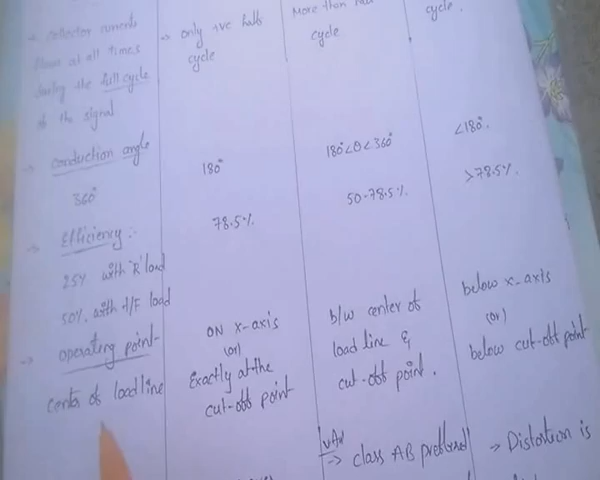 → collector currents
flows at all times
during the full cycle
of the signal
→ conduction angle
360°
→ Efficiency:-
25% with 'R' load
50%. with T/F load
→ operating point-
center of load line
→ only +ve half
cycle
180°
78.5%
ON x-axis
(or)
Exactly at the
cut-off point
More than half
cycle
180°<θ<360°
50-78.5%.
b/w center of
load line &
cut-off point.
→ class AB preferred
cycle.
<180°.
>78.5%
below x-axis
(or)
below cut-off point
→ Distortion is